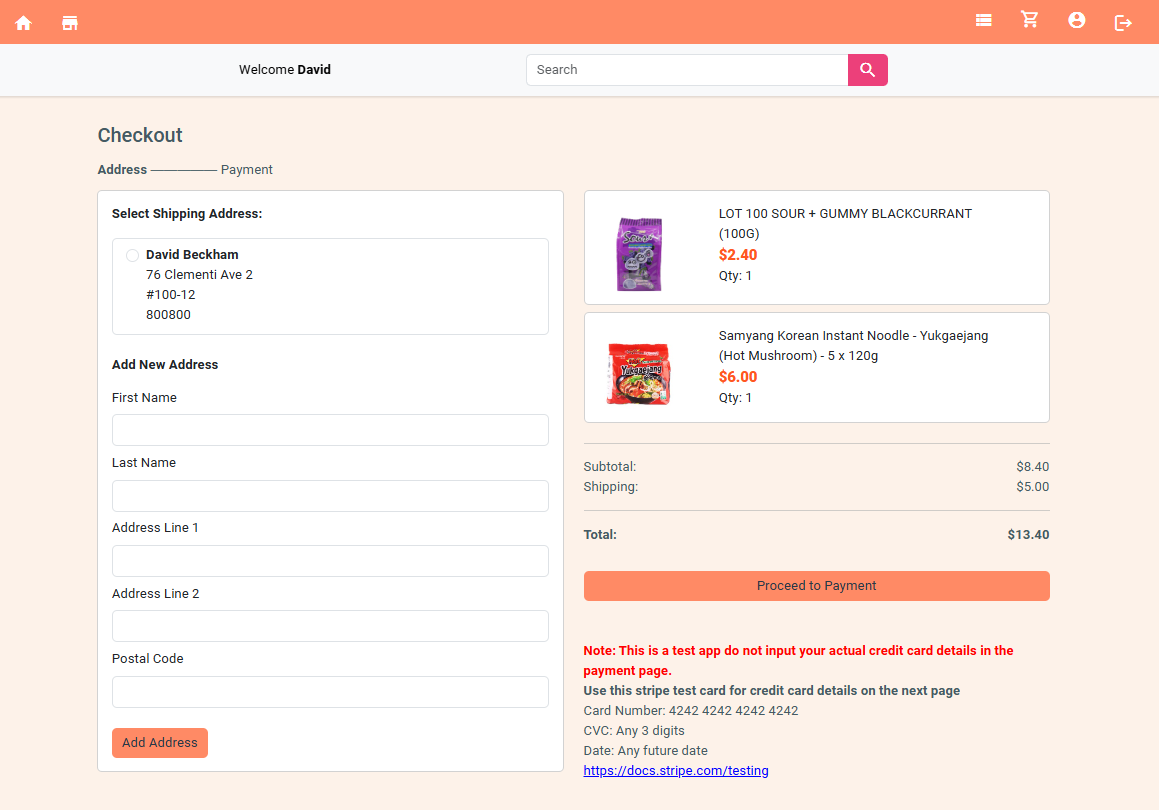 Welcome David
Search
Checkout
Address ————— Payment
Select Shipping Address:
David Beckham
76 Clementi Ave 2
#100-12
800800
Add New Address
First Name
Last Name
Address Line 1
Address Line 2
Postal Code
Add Address
LOT 100 SOUR + GUMMY BLACKCURRANT
(100G)
$2.40
Qty: 1
Yukgaejang
Samyang Korean Instant Noodle - Yukgaejang
(Hot Mushroom) - 5 x 120g
$6.00
Qty: 1
Subtotal: $8.40
Shipping: $5.00
Total: $13.40
Proceed to Payment
Note: This is a test app do not input your actual credit card details in the
payment page.
Use this stripe test card for credit card details on the next page
Card Number: 4242 4242 4242 4242
CVC: Any 3 digits
Date: Any future date
https://docs.stripe.com/testing